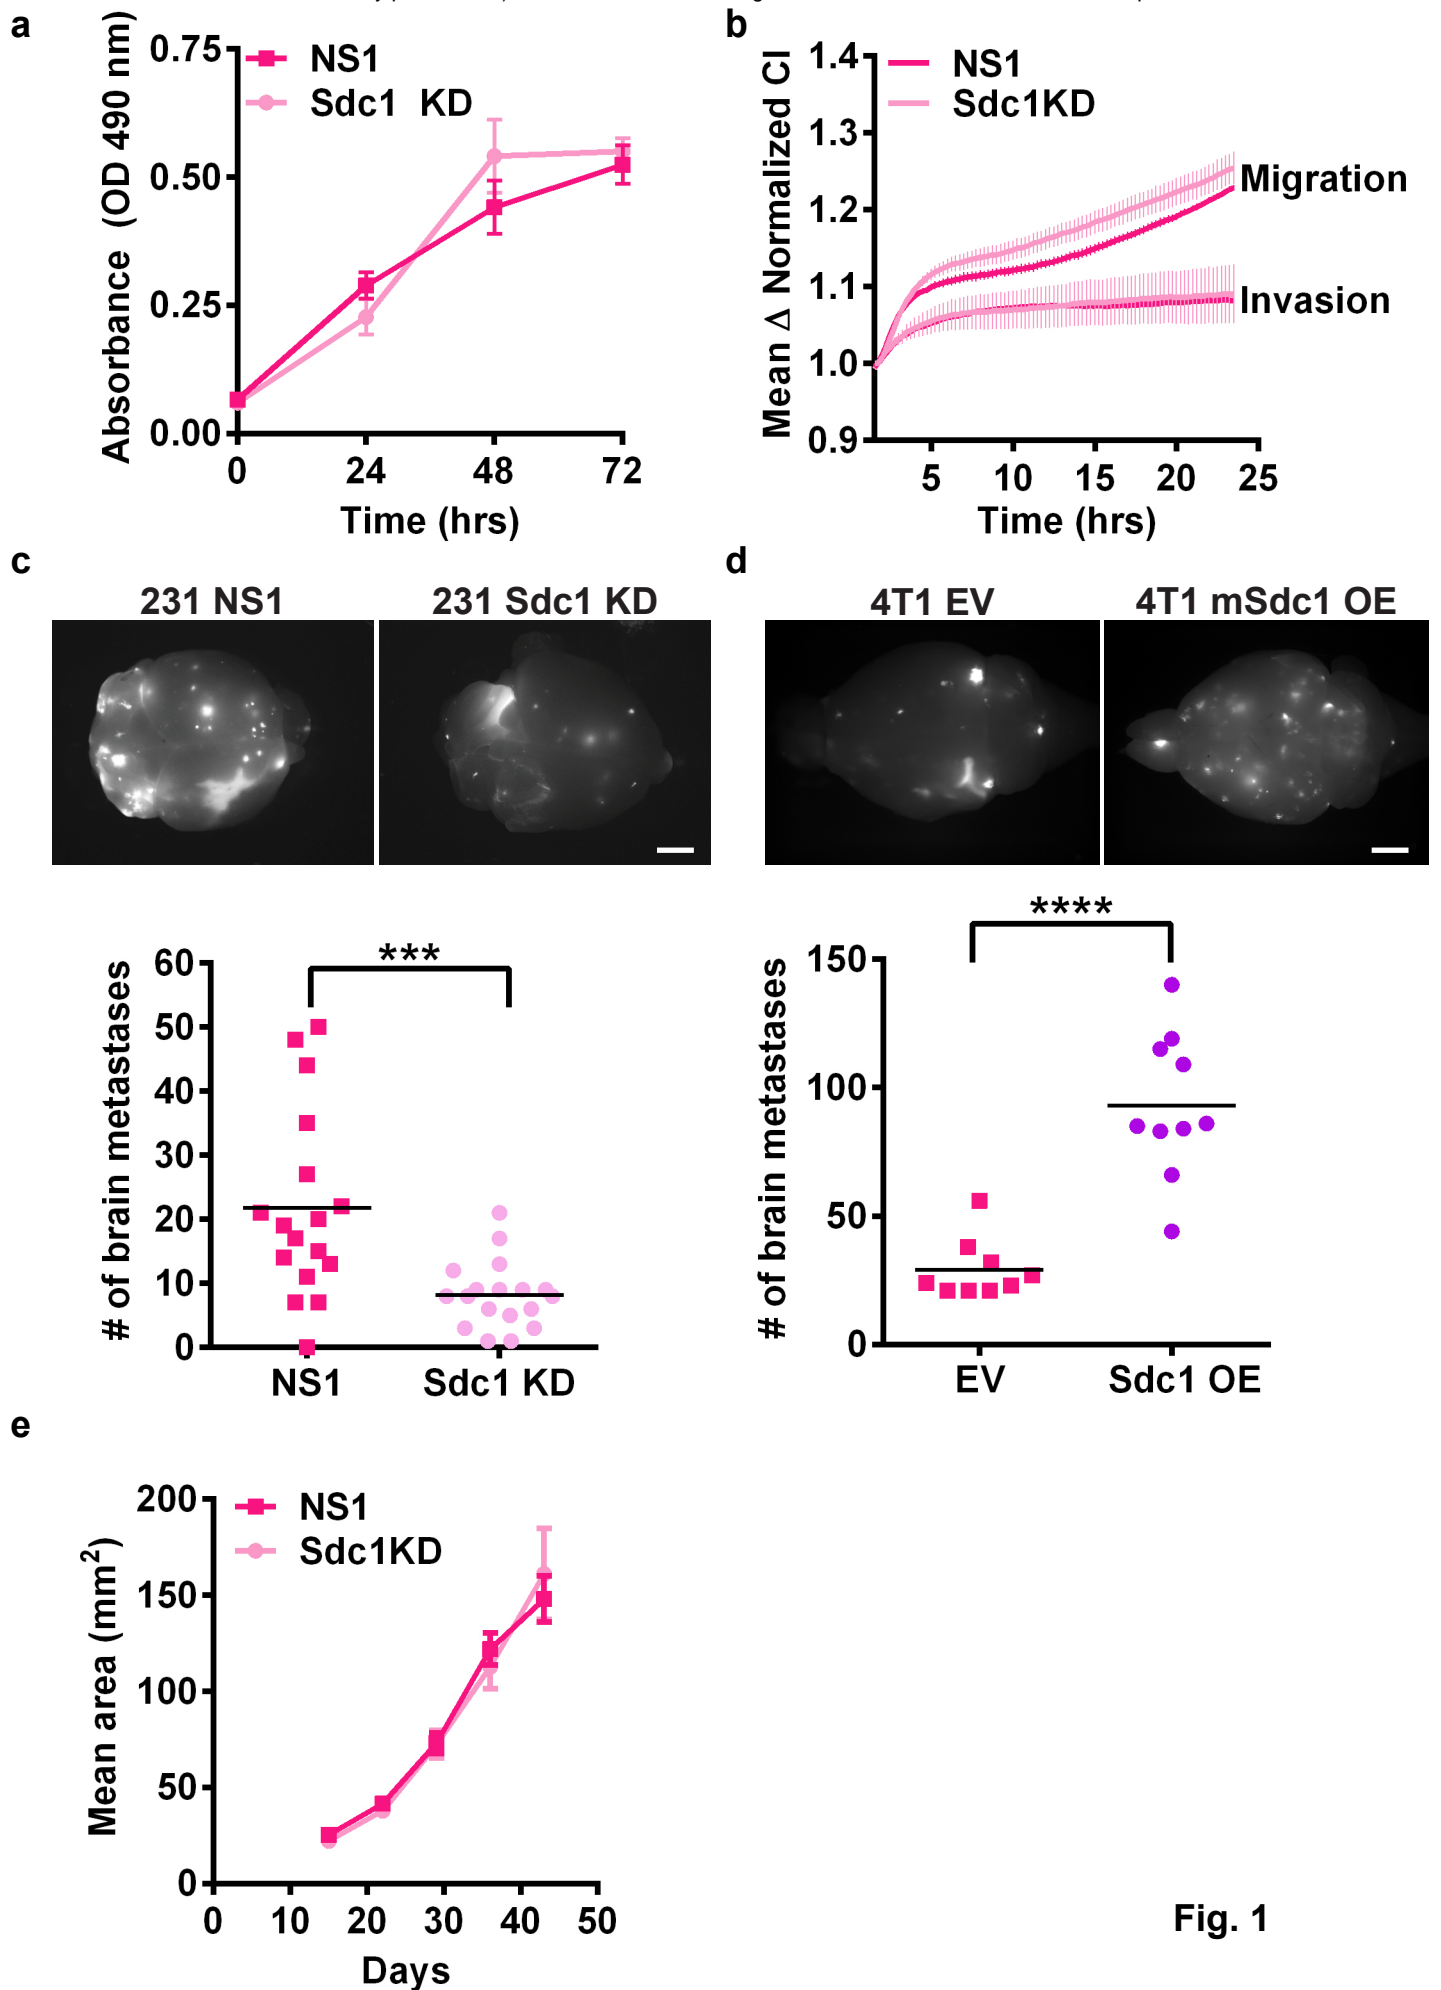 a
0.75
0.50
0.25
0.00
Absorbance (OD 490 nm)
NS1
Sdc1 KD
0 24 48 72
Time (hrs)
b
1.4
1.3
1.2
1.1
1.0
0.9
Mean Δ Normalized CI
NS1
Sdc1KD
Migration
Invasion
5 10 15 20 25
Time (hrs)
c
231 NS1 231 Sdc1 KD
***
60
50
40
30
20
10
0
# of brain metastases
NS1 Sdc1 KD
d
4T1 EV 4T1 mSdc1 OE
****
150
100
50
0
# of brain metastases
EV Sdc1 OE
e
200
150
100
50
0
Mean area (mm²)
NS1
Sdc1KD
0 10 20 30 40 50
Days
Fig. 1